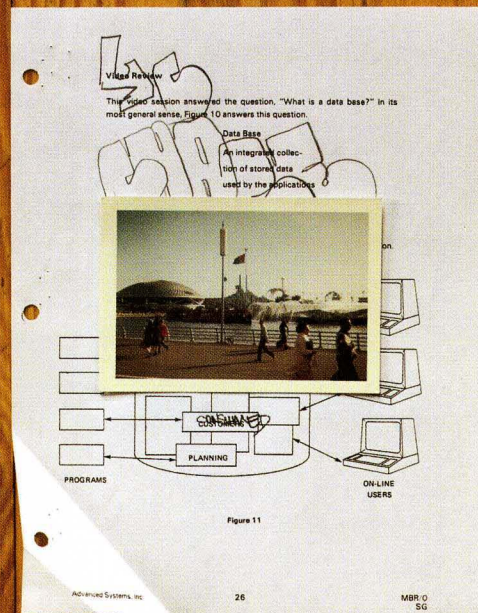 Video Review
This video session answered the question, "What is a data base?" In its
most general sense, Figure 10 answers this question.
Data Base
An integrated collec-
tion of stored data
used by the applications
on.
CUSTOMERS
PLANNING
PROGRAMS
ON-LINE
USERS
Figure 11
Advanced Systems, Inc.
26
MBR/O
SG